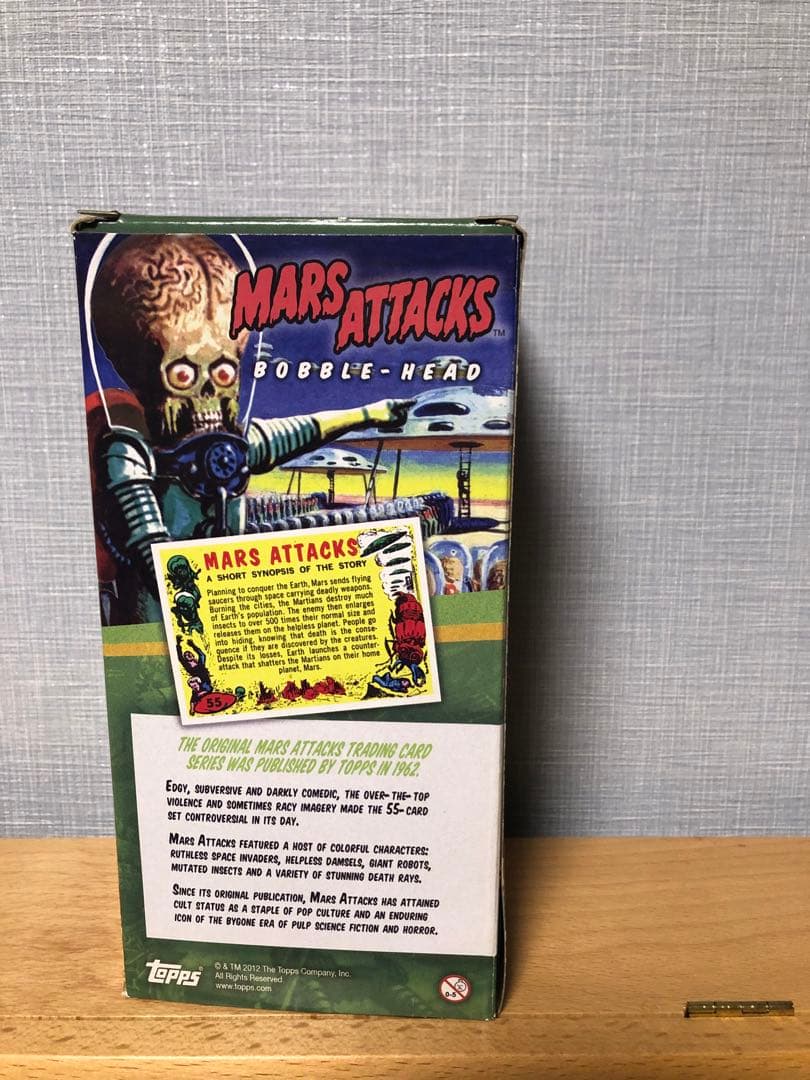 MARS ATTACKS™
BOBBLE-HEAD
MARS ATTACKS
A SHORT SYNOPSIS OF THE STORY
Planning to conquer the Earth, Mars sends flying
saucers through space carrying deadly weapons.
Burning the cities, the Martians destroy much
of Earth's population. The enemy then enlarges
insects to over 500 times their normal size and
releases them on the helpless planet. People go
into hiding, knowing that death is the conse-
quence if they are discovered by the creatures.
Despite its losses, Earth launches a counter-
attack that shatters the Martians on their home
planet, Mars.
55
THE ORIGINAL MARS ATTACKS TRADING CARD
SERIES WAS PUBLISHED BY TOPPS IN 1962.
EDGY, SUBVERSIVE AND DARKLY COMEDIC, THE OVER-THE-TOP
VIOLENCE AND SOMETIMES RACY IMAGERY MADE THE 55-CARD
SET CONTROVERSIAL IN ITS DAY.
MARS ATTACKS FEATURED A HOST OF COLORFUL CHARACTERS:
RUTHLESS SPACE INVADERS, HELPLESS DAMSELS, GIANT ROBOTS,
MUTATED INSECTS AND A VARIETY OF STUNNING DEATH RAYS.
SINCE ITS ORIGINAL PUBLICATION, MARS ATTACKS HAS ATTAINED
CULT STATUS AS A STAPLE OF POP CULTURE AND AN ENDURING
ICON OF THE BYGONE ERA OF PULP SCIENCE FICTION AND HORROR.
topps®
© & TM 2012 The Topps Company, Inc.
All Rights Reserved
www.topps.com
0-3